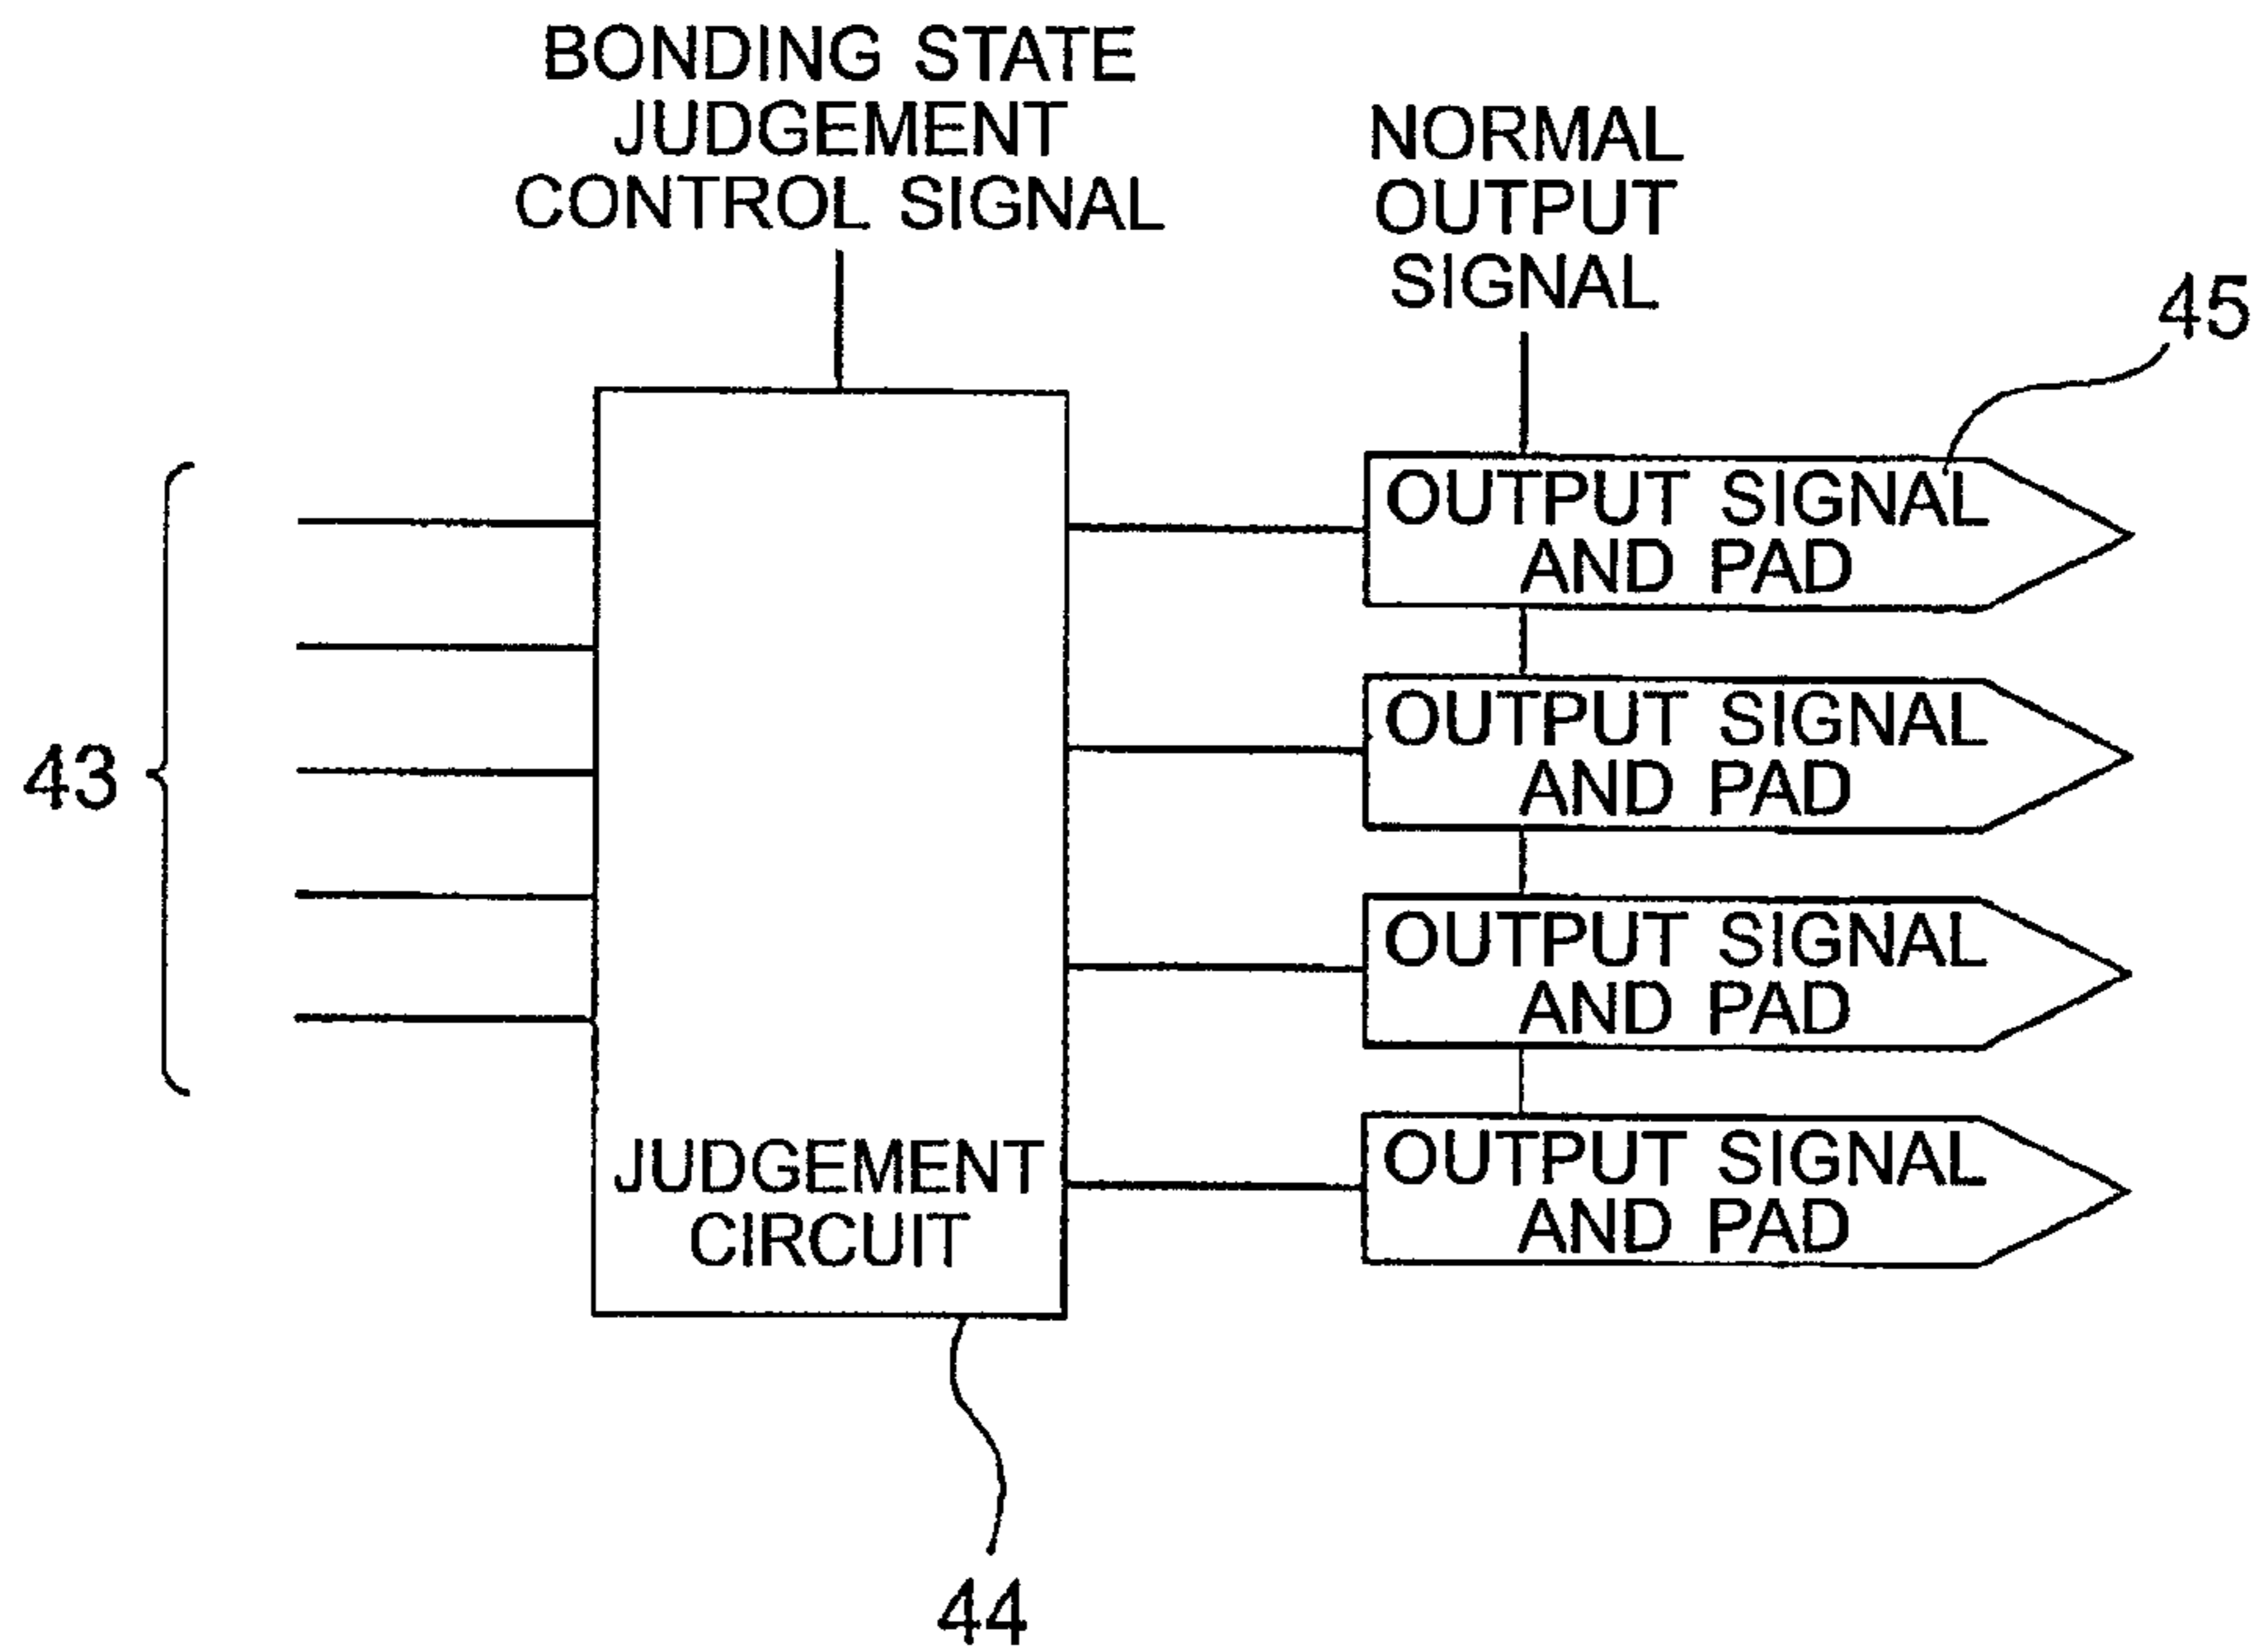 BONDING STATE
JUDGEMENT
CONTROL SIGNAL
NORMAL
OUTPUT
SIGNAL
45
OUTPUT SIGNAL
AND PAD
OUTPUT SIGNAL
AND PAD
43
OUTPUT SIGNAL
AND PAD
OUTPUT SIGNAL
AND PAD
JUDGEMENT
CIRCUIT
44